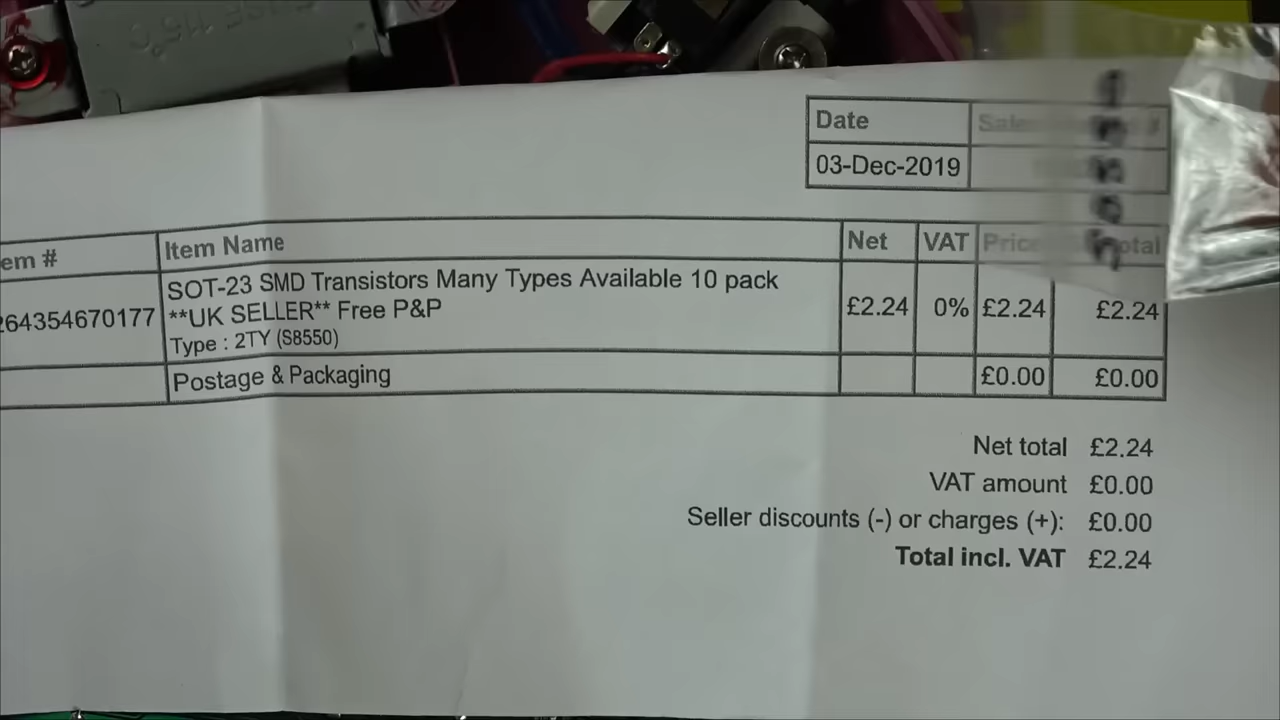 Date
03-Dec-2019
em # Item Name Net VAT Price Total
264354670177 SOT-23 SMD Transistors Many Types Available 10 pack £2.24 0% £2.24 £2.24
**UK SELLER** Free P&P
Type : 2TY (S8550)
Postage & Packaging £0.00 £0.00
Net total £2.24
VAT amount £0.00
Seller discounts (-) or charges (+): £0.00
Total incl. VAT £2.24